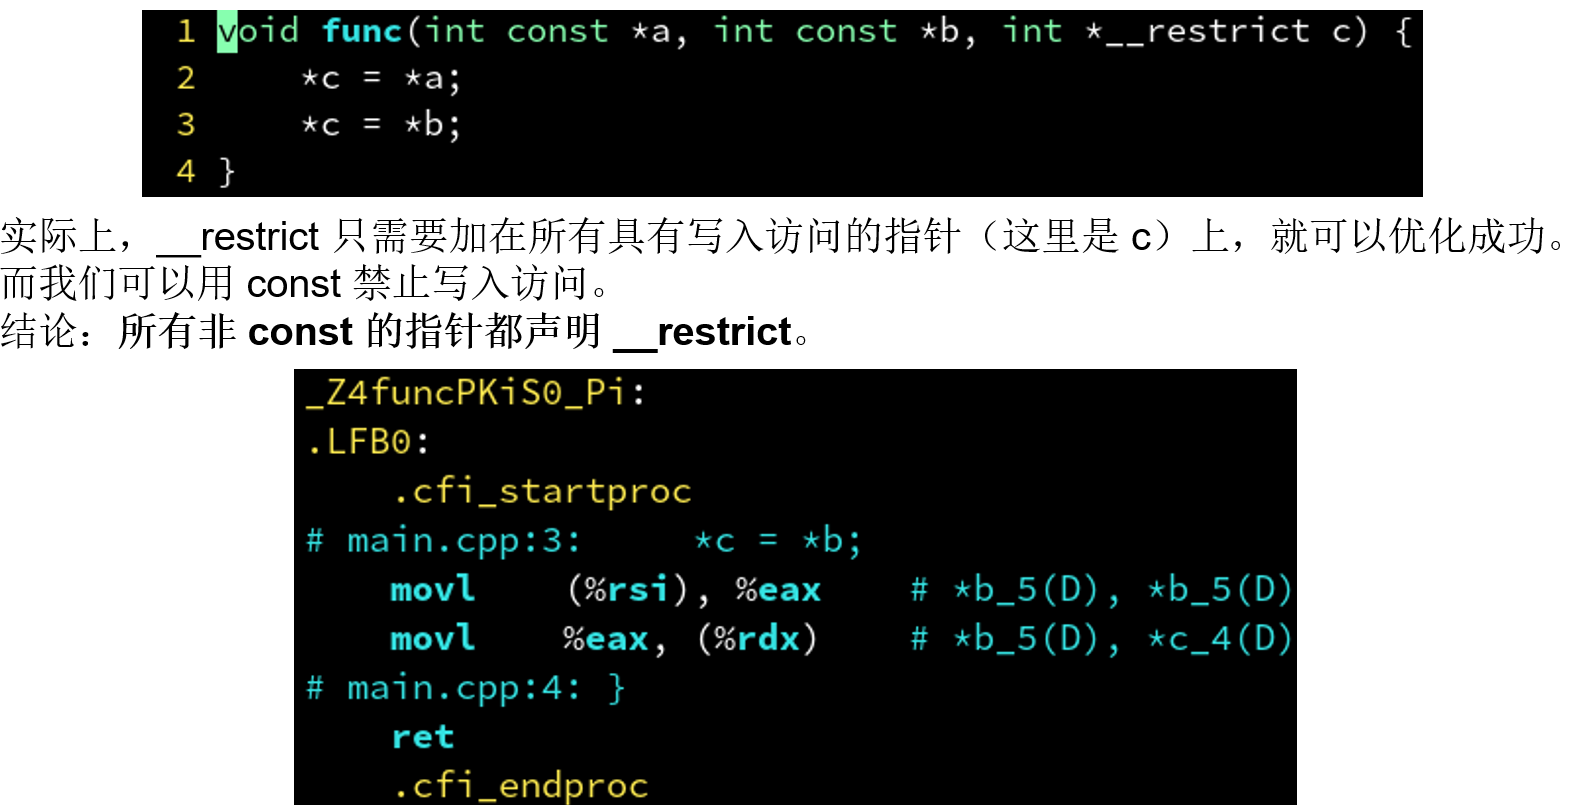 1 void func(int const *a, int const *b, int *__restrict c) {
2     *c = *a;
3     *c = *b;
4 }
实际上，__restrict 只需要加在所有具有写入访问的指针（这里是 c）上，就可以优化成功。
而我们可以用 const 禁止写入访问。
结论：所有非 const 的指针都声明 __restrict。
_Z4funcPKiS0_Pi:
.LFB0:
    .cfi_startproc
# main.cpp:3:     *c = *b;
    movl    (%rsi), %eax    # *b_5(D), *b_5(D)
    movl    %eax, (%rdx)    # *b_5(D), *c_4(D)
# main.cpp:4: }
    ret
    .cfi_endproc